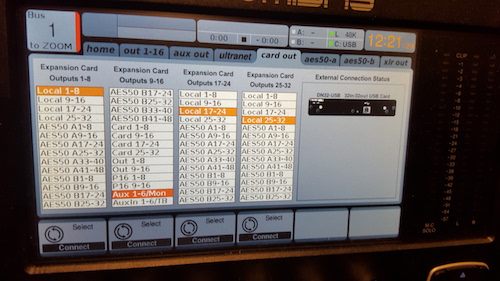 Bus
1
to ZOOM
0:00
0:00
A: -
B: -
L 48K
C: USB
12:21
home
out 1-16
aux out
ultranet
card out
aes50-a
aes50-b
xlr out
Expansion Card
Outputs 1-8
Local 1-8
Local 9-16
Local 17-24
Local 25-32
AES50 A1-8
AES50 A9-16
AES50 A17-24
AES50 A25-32
AES50 A33-40
AES50 A41-48
AES50 B1-8
AES50 B9-16
AES50 B17-24
AES50 B25-32
Expansion Card
Outputs 9-16
AES50 B17-24
AES50 B25-32
AES50 B33-40
AES50 B41-48
Card 1-8
Card 9-16
Card 17-24
Card 25-32
Out 1-8
Out 9-16
P16 1-8
P16 9-16
Aux 1-6/Mon
AuxIn 1-6/TB
Expansion Card
Outputs 17-24
Local 1-8
Local 9-16
Local 17-24
Local 25-32
AES50 A1-8
AES50 A9-16
AES50 A17-24
AES50 A25-32
AES50 A33-40
AES50 A41-48
AES50 B1-8
AES50 B9-16
AES50 B17-24
AES50 B25-32
Expansion Card
Outputs 25-32
Local 1-8
Local 9-16
Local 17-24
Local 25-32
AES50 A1-8
AES50 A9-16
AES50 A17-24
AES50 A25-32
AES50 A33-40
AES50 A41-48
AES50 B1-8
AES50 B9-16
AES50 B17-24
AES50 B25-32
External Connection Status
DN32-USB 32in-32out USB Card
Select
Connect
Select
Connect
Select
Connect
Select
Connect
CLIP
M/C
SOLO